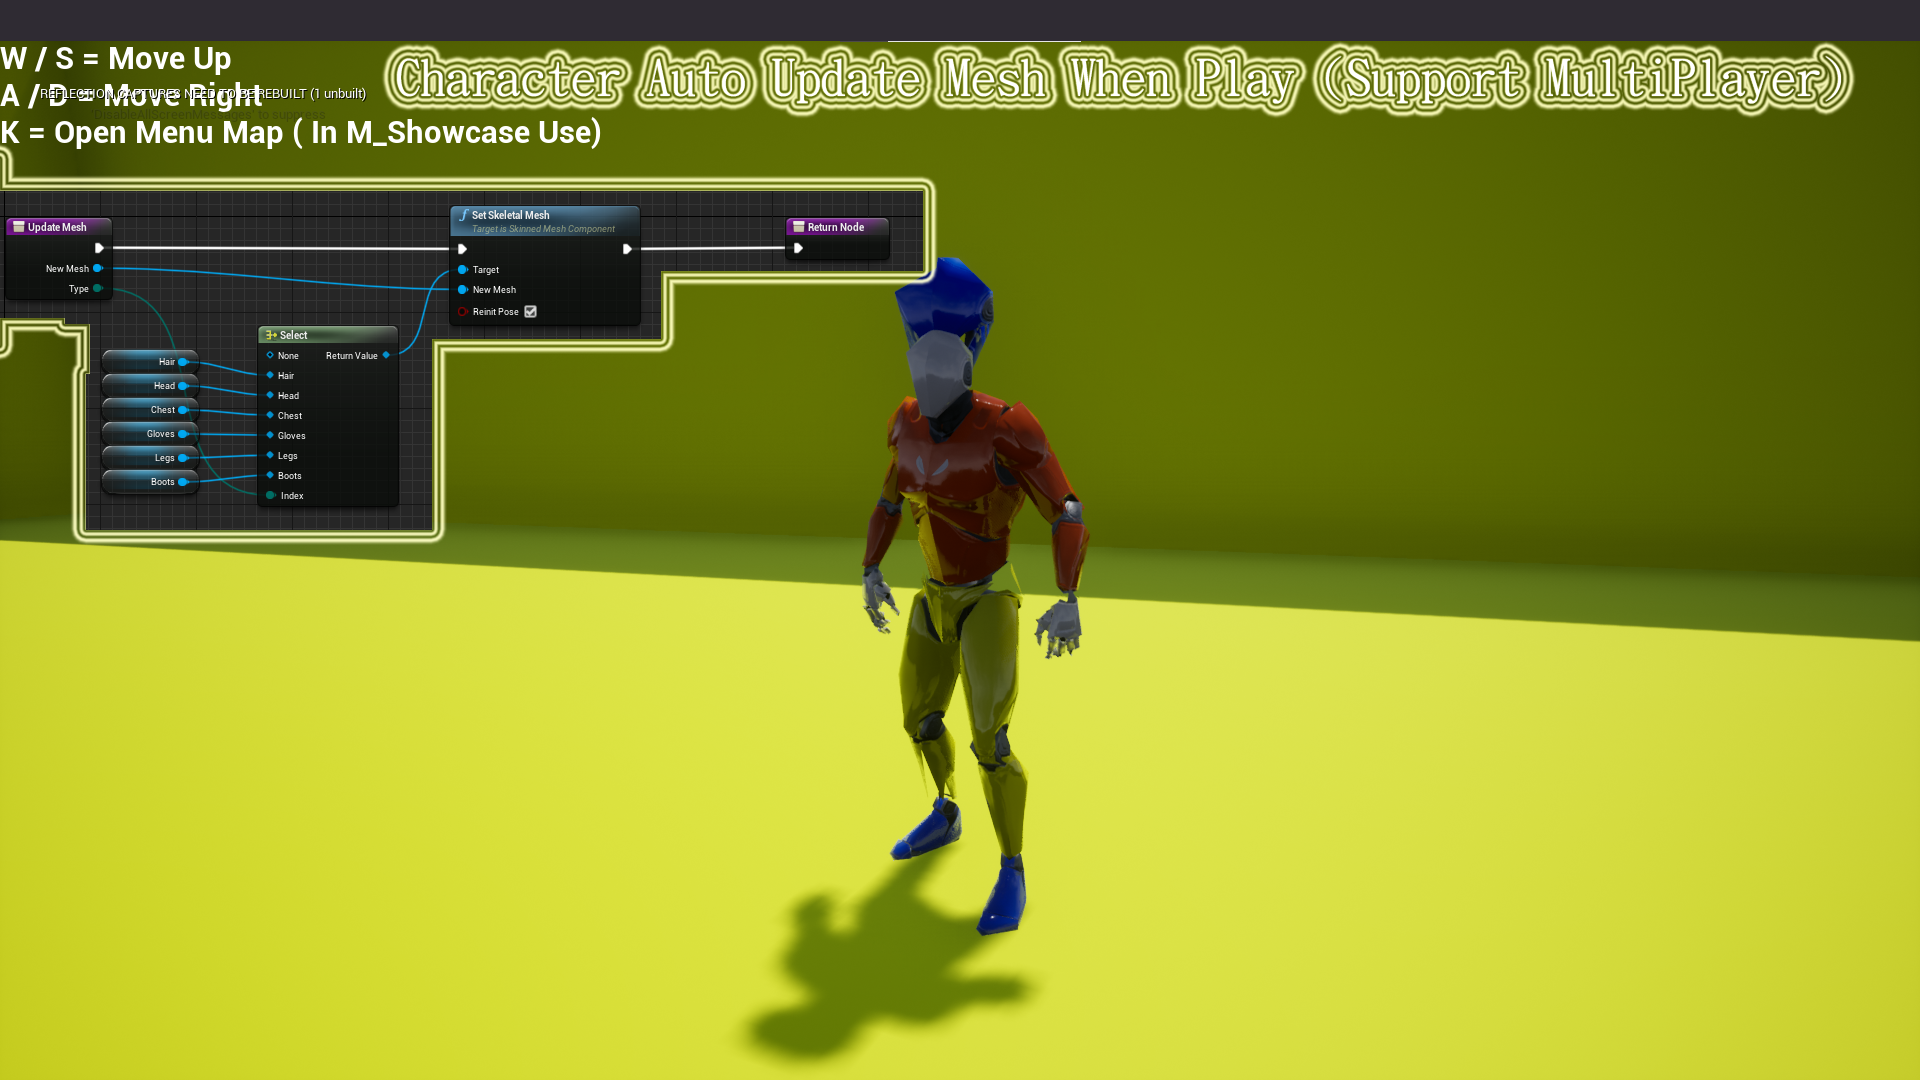 W / S = Move Up
Character Auto Update Mesh When Play (Support MultiPlayer)
A / D = Move Right
REFLECTION CAPTURES NEED TO BE REBUILT (1 unbuilt)
'DisableAllScreenMessages' to suppress
K = Open Menu Map ( In M_Showcase Use)
Update Mesh
New Mesh
Type
Set Skeletal Mesh
Target is Skinned Mesh Component
Target
New Mesh
Reinit Pose
Return Node
Hair
Head
Chest
Gloves
Legs
Boots
Select
None Return Value
Hair
Head
Chest
Gloves
Legs
Boots
Index